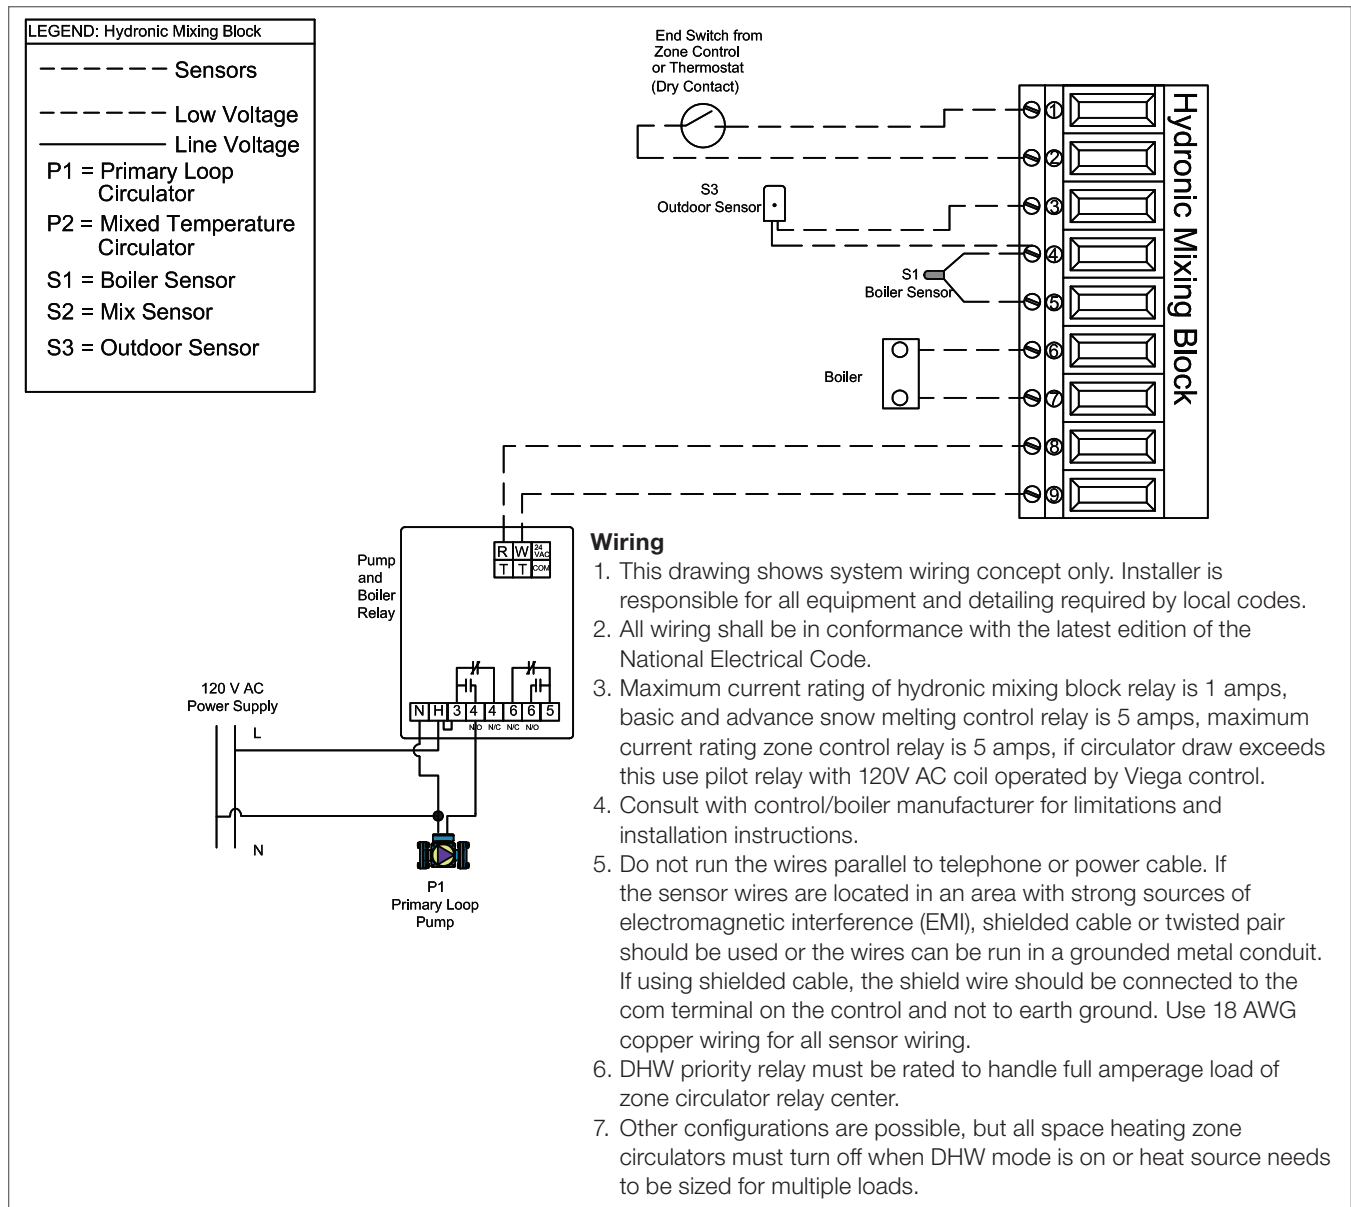 LEGEND: Hydronic Mixing Block
Sensors
Low Voltage
Line Voltage
P1 = Primary Loop
Circulator
P2 = Mixed Temperature
Circulator
S1 = Boiler Sensor
S2 = Mix Sensor
S3 = Outdoor Sensor
End Switch from
Zone Control
or Thermostat
(Dry Contact)
S3
Outdoor Sensor
S1
Boiler Sensor
Boiler
1
2
3
4
5
6
7
8
9
Hydronic Mixing Block
Pump
and
Boiler
Relay
R W 24 VAC
T T COM
N H 3 4 4 6 6 5
N/O N/C N/C N/O
120 V AC
Power Supply
L
N
P1
Primary Loop
Pump
Wiring
1. This drawing shows system wiring concept only. Installer is
responsible for all equipment and detailing required by local codes.
2. All wiring shall be in conformance with the latest edition of the
National Electrical Code.
3. Maximum current rating of hydronic mixing block relay is 1 amps,
basic and advance snow melting control relay is 5 amps, maximum
current rating zone control relay is 5 amps, if circulator draw exceeds
this use pilot relay with 120V AC coil operated by Viega control.
4. Consult with control/boiler manufacturer for limitations and
installation instructions.
5. Do not run the wires parallel to telephone or power cable. If
the sensor wires are located in an area with strong sources of
electromagnetic interference (EMI), shielded cable or twisted pair
should be used or the wires can be run in a grounded metal conduit.
If using shielded cable, the shield wire should be connected to the
com terminal on the control and not to earth ground. Use 18 AWG
copper wiring for all sensor wiring.
6. DHW priority relay must be rated to handle full amperage load of
zone circulator relay center.
7. Other configurations are possible, but all space heating zone
circulators must turn off when DHW mode is on or heat source needs
to be sized for multiple loads.